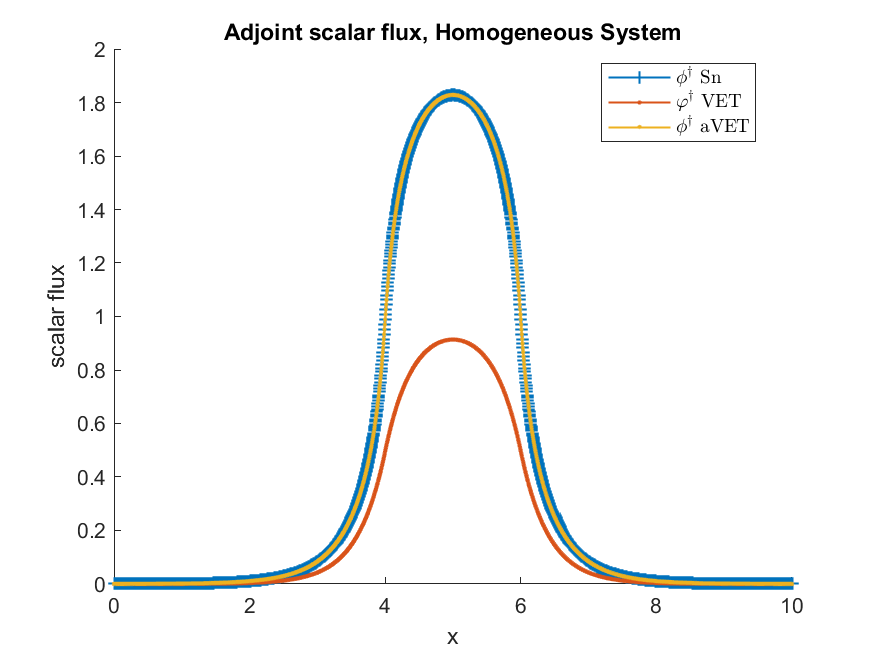 Adjoint scalar flux, Homogeneous System
2
1.8
1.6
1.4
1.2
1
0.8
0.6
0.4
0.2
0
scalar flux
ϕ† Sn
φ† VET
ϕ† aVET
0 2 4 6 8 10
x